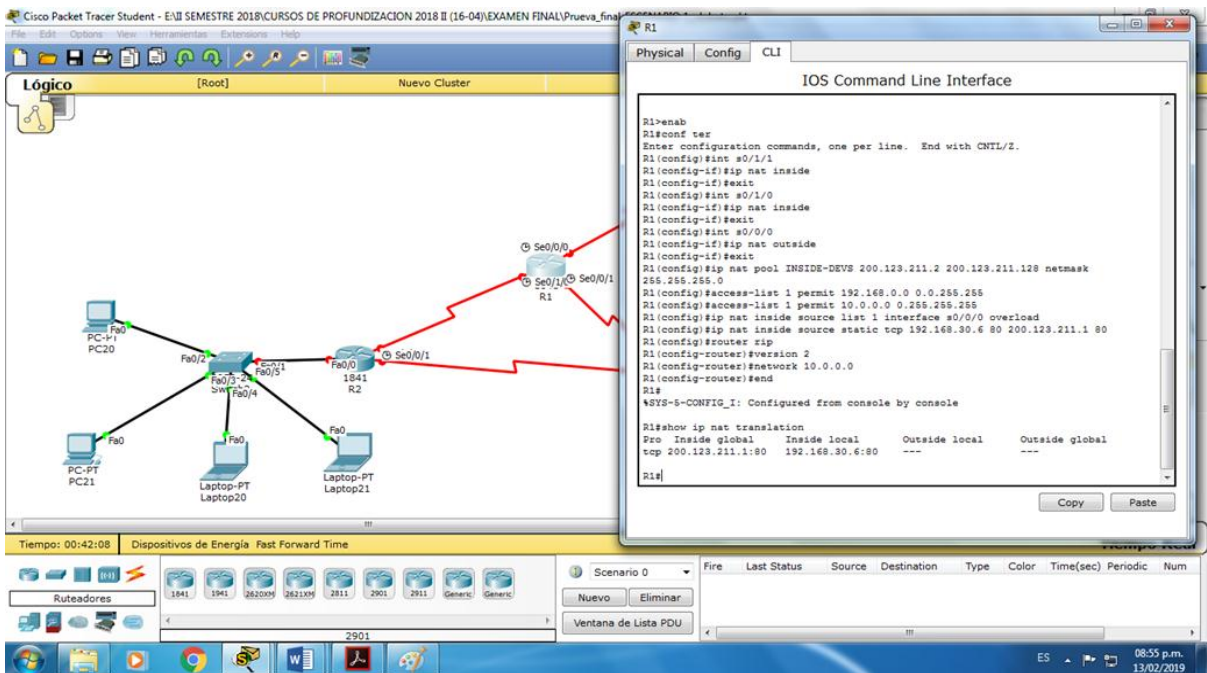 Cisco Packet Tracer Student - E:\II SEMESTRE 2018\CURSOS DE PROFUNDIZACION 2018 II (16-04)\EXAMEN FINAL\Prueva_final
File Edit Options View Herramientas Extensions Help
Lógico [Root] Nuevo Cluster
Se0/0/0
Se0/1/0 Se0/0/1
R1
Fa0
PC-PT
PC20
Fa0/2
Fa0/1
Fa0/5
Fa0/3
Fa0/4
Fa0/0
Se0/0/1
1841
R2
Fa0
PC-PT
PC21
Fa0
Laptop-PT
Laptop20
Fa0
Laptop-PT
Laptop21
R1
Physical Config CLI
IOS Command Line Interface
R1>enab
R1#conf ter
Enter configuration commands, one per line. End with CNTL/Z.
R1(config)#int s0/1/1
R1(config-if)#ip nat inside
R1(config-if)#exit
R1(config)#int s0/1/0
R1(config-if)#ip nat inside
R1(config-if)#exit
R1(config)#int s0/0/0
R1(config-if)#ip nat outside
R1(config-if)#exit
R1(config)#ip nat pool INSIDE-DEVS 200.123.211.2 200.123.211.128 netmask
255.255.255.0
R1(config)#access-list 1 permit 192.168.0.0 0.0.255.255
R1(config)#access-list 1 permit 10.0.0.0 0.255.255.255
R1(config)#ip nat inside source list 1 interface s0/0/0 overload
R1(config)#ip nat inside source static tcp 192.168.30.6 80 200.123.211.1 80
R1(config)#router rip
R1(config-router)#version 2
R1(config-router)#network 10.0.0.0
R1(config-router)#end
R1#
%SYS-5-CONFIG_I: Configured from console by console
R1#show ip nat translation
Pro Inside global Inside local Outside local Outside global
tcp 200.123.211.1:80 192.168.30.6:80 --- ---
R1#
Copy Paste
Tiempo: 00:42:08 Dispositivos de Energía Fast Forward Time
Ruteadores
1841 1941 2620XM 2621XM 2811 2901 2911 Generic Generic
2901
Scenario 0
Nuevo Eliminar
Ventana de Lista PDU
Fire Last Status Source Destination Type Color Time(sec) Periodic Num
ES 08:55 p.m.
13/02/2019